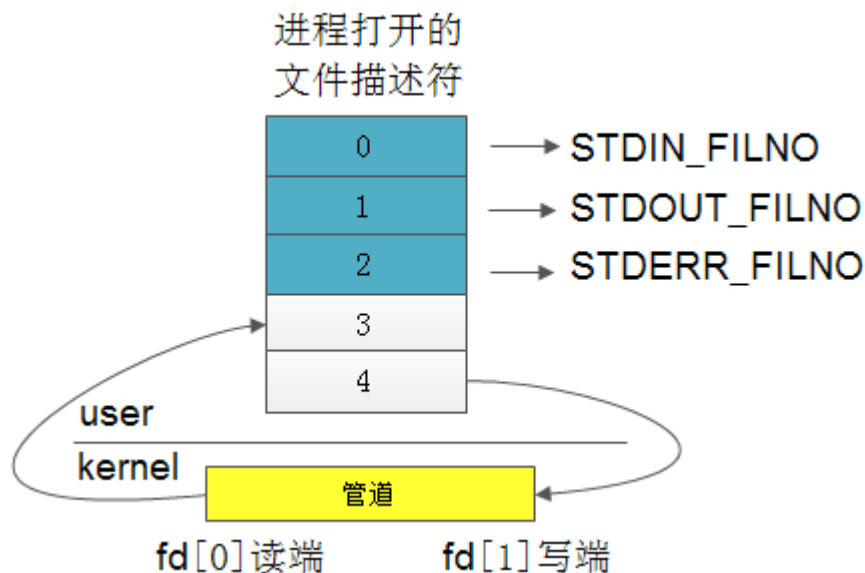 进程打开的
文件描述符
0 STDIN_FILNO
1 STDOUT_FILNO
2 STDERR_FILNO
3
4
user
kernel
管道
fd[0]读端 fd[1]写端